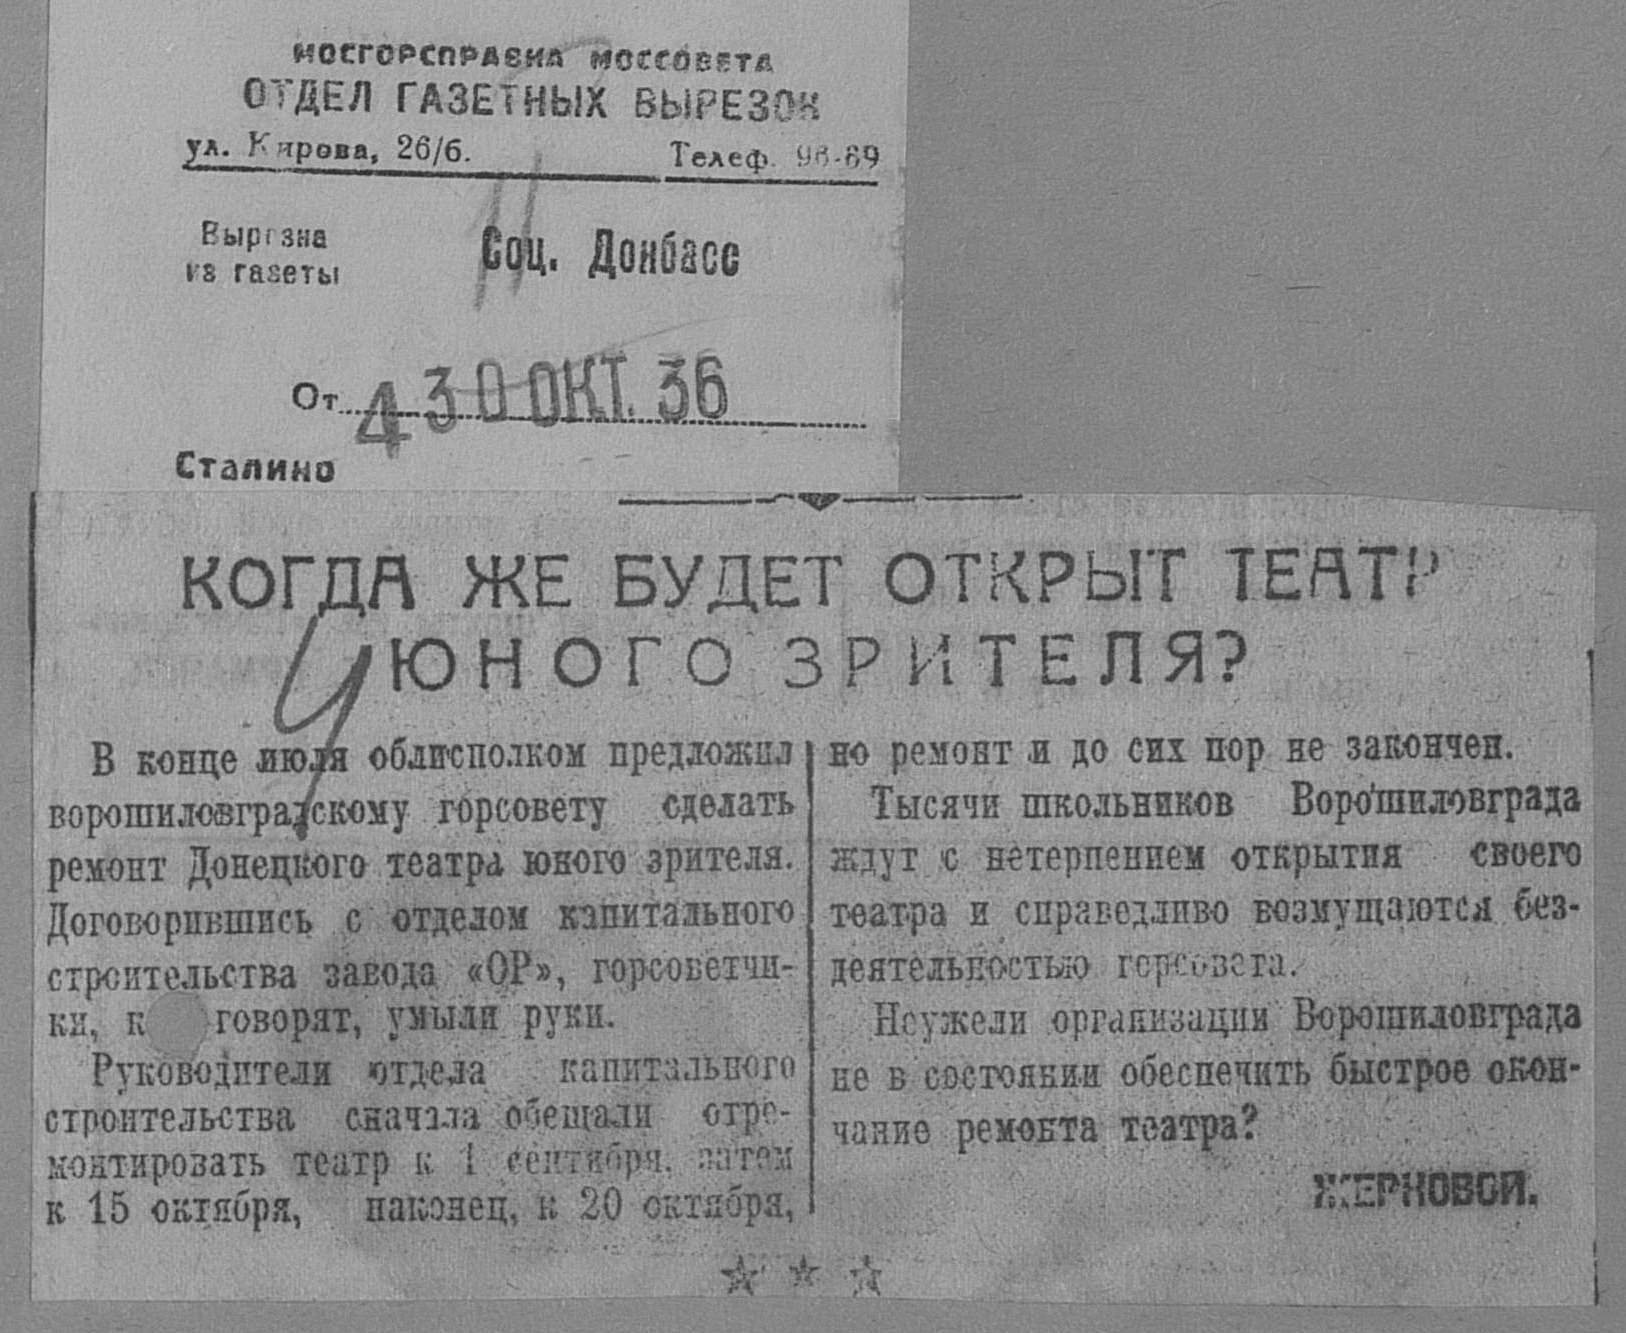 МОСГОРСПРАВКА МОССОВЕТА
ОТДЕЛ ГАЗЕТНЫХ ВЫРЕЗОК
ул. Кирова, 26/б. Телеф. 96-69
Вырезка
из газеты
Соц. Донбасс
От 4 30 ОКТ. 36
Сталино
КОГДА ЖЕ БУДЕТ ОТКРЫТ ТЕАТР
ЮНОГО ЗРИТЕЛЯ?
В конце июля облисполком предложил
ворошиловградскому горсовету сделать
ремонт Донецкого театра юного зрителя.
Договорившись с отделом капитального
строительства завода «ОР», горсоветчи-
ки, к говорят, умыли руки.
Руководители отдела капитального
строительства сначала обещали отре-
монтировать театр к 1 сентября, затем
к 15 октября, наконец, к 20 октября,
но ремонт и до сих пор не закончен.
Тысячи школьников Ворошиловграда
ждут с нетерпением открытия своего
театра и справедливо возмущаются без-
деятельностью горсовета.
Неужели организации Ворошиловграда
не в состоянии обеспечить быстрое окон-
чание ремонта театра?
ЖЕРНОВОЙ.